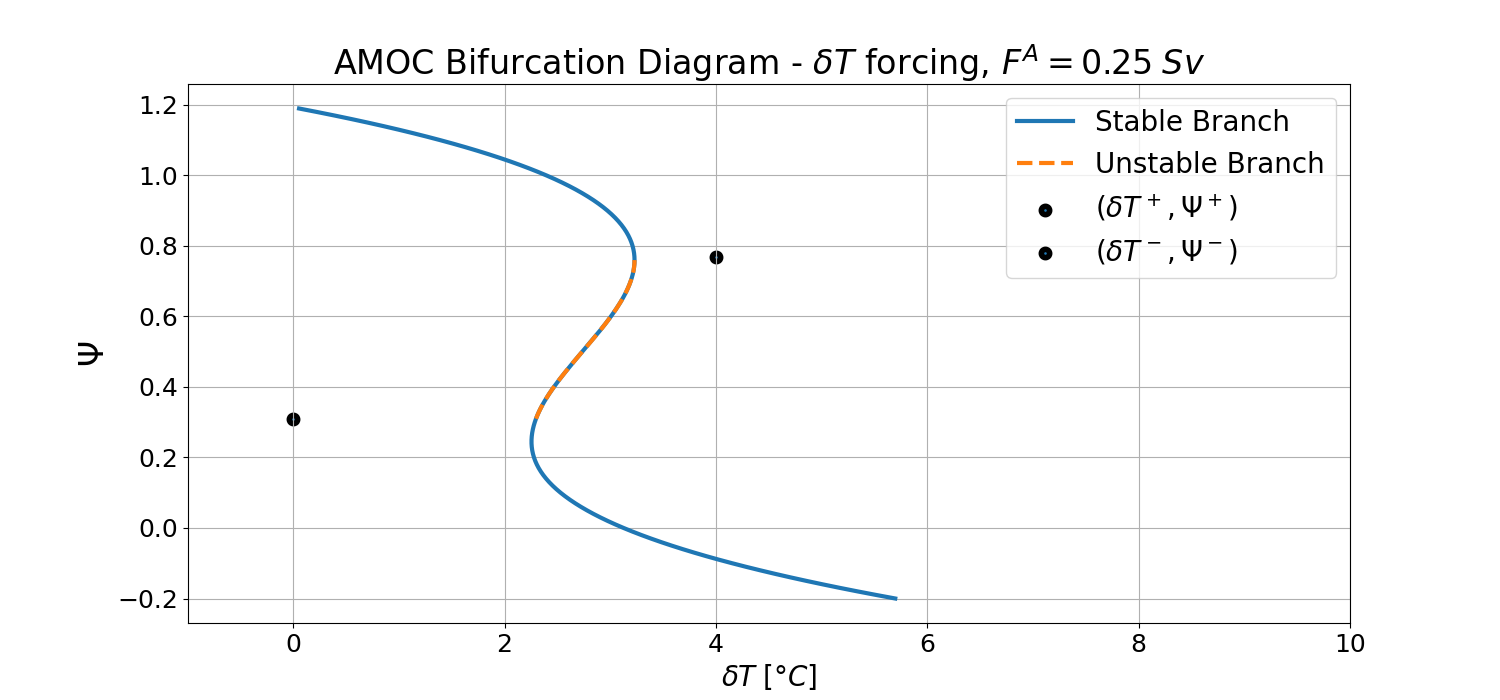 AMOC Bifurcation Diagram - δT forcing, F^A = 0.25 Sv
1.2
1.0
0.8
0.6
0.4
0.2
0.0
−0.2
Ψ
Stable Branch
Unstable Branch
(δT⁺, Ψ⁺)
(δT⁻, Ψ⁻)
0 2 4 6 8 10
δT [°C]